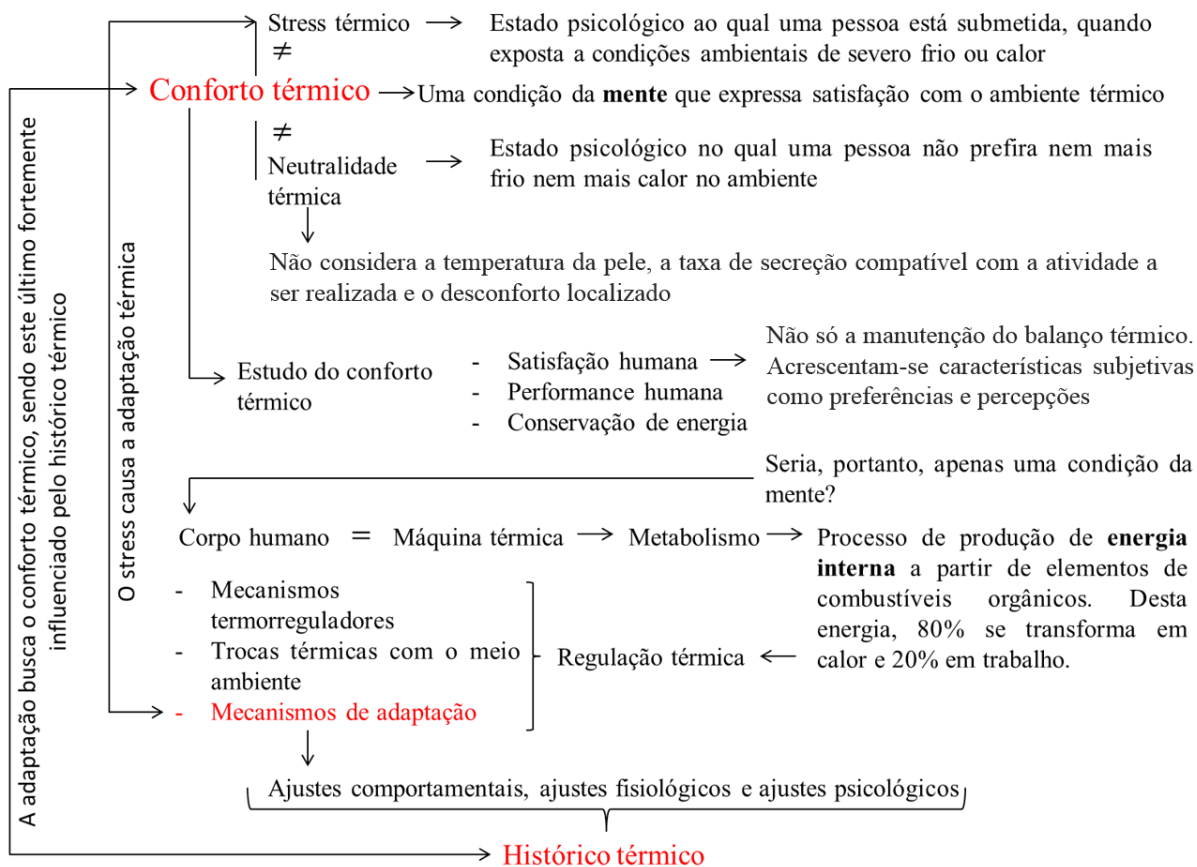 Stress térmico
Estado psicológico ao qual uma pessoa está submetida, quando
exposta a condições ambientais de severo frio ou calor
≠
Conforto térmico
Uma condição da mente que expressa satisfação com o ambiente térmico
≠
Neutralidade
térmica
Estado psicológico no qual uma pessoa não prefira nem mais
frio nem mais calor no ambiente
Não considera a temperatura da pele, a taxa de secreção compatível com a atividade a
ser realizada e o desconforto localizado
Estudo do conforto
térmico
- Satisfação humana
- Performance humana
- Conservação de energia
Não só a manutenção do balanço térmico.
Acrescentam-se características subjetivas
como preferências e percepções
Seria, portanto, apenas uma condição da
mente?
Corpo humano = Máquina térmica
Metabolismo
Processo de produção de energia
interna a partir de elementos de
combustíveis orgânicos. Desta
energia, 80% se transforma em
calor e 20% em trabalho.
- Mecanismos
termorreguladores
- Trocas térmicas com o meio
ambiente
- Mecanismos de adaptação
Regulação térmica
Ajustes comportamentais, ajustes fisiológicos e ajustes psicológicos
Histórico térmico
A adaptação busca o conforto térmico, sendo este último fortemente
influenciado pelo histórico térmico
O stress causa a adaptação térmica